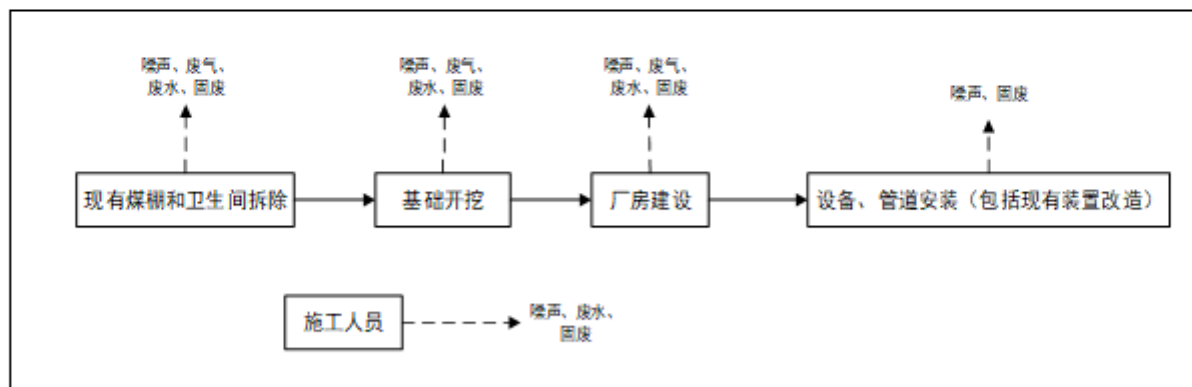 噪声、废气、
废水、固废
噪声、废气、
废水、固废
噪声、废气、
废水、固废
噪声、固废
现有煤棚和卫生间拆除
基础开挖
厂房建设
设备、管道安装（包括现有装置改造）
施工人员
噪声、废水、
固废